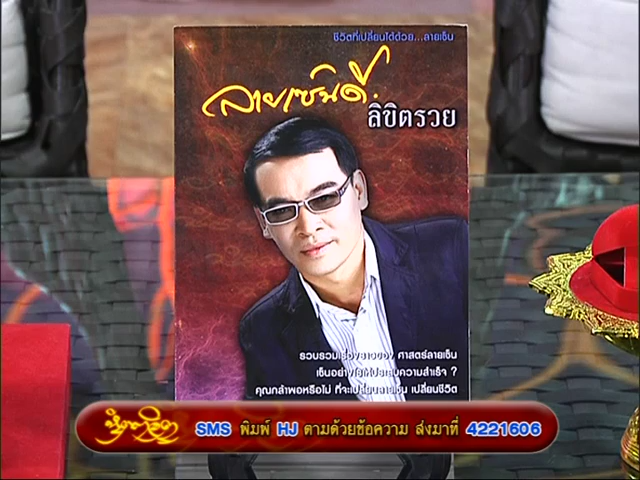 ชีวิตที่เปลี่ยนได้ด้วย...ลายเซ็น
ลายเซ็นดี
ลิขิตรวย
รวบรวมเรื่องราวของ ศาสตร์ลายเซ็น
เซ็นอย่างไรให้ประสบความสำเร็จ ?
คุณกล้าพอหรือไม่ ที่จะเปลี่ยนลายเซ็น เปลี่ยนชีวิต
SMS พิมพ์ HJ ตามด้วยข้อความ ส่งมาที่ 4221606